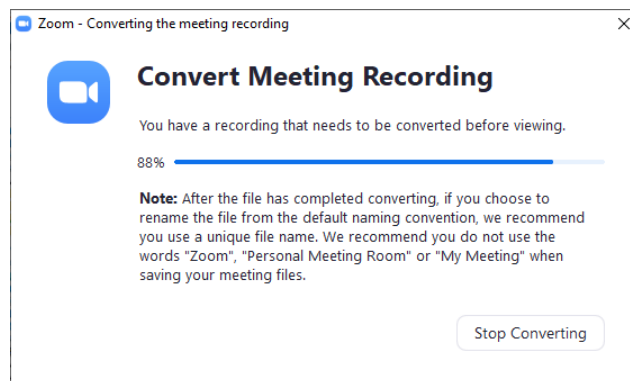 Zoom - Converting the meeting recording
Convert Meeting Recording
You have a recording that needs to be converted before viewing.
88%
Note: After the file has completed converting, if you choose to
rename the file from the default naming convention, we recommend
you use a unique file name. We recommend you do not use the
words "Zoom", "Personal Meeting Room" or "My Meeting" when
saving your meeting files.
Stop Converting